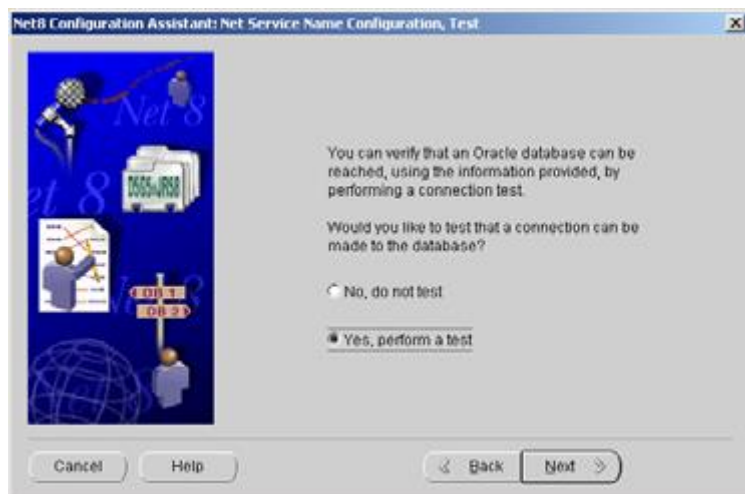 Net8 Configuration Assistant: Net Service Name Configuration, Test
Net 8
DSGSnJRS8
et 8
DB 1
DB 2
Net 8
You can verify that an Oracle database can be
reached, using the information provided, by
performing a connection test.
Would you like to test that a connection can be
made to the database?
No, do not test
Yes, perform a test
Cancel
Help
Back
Next